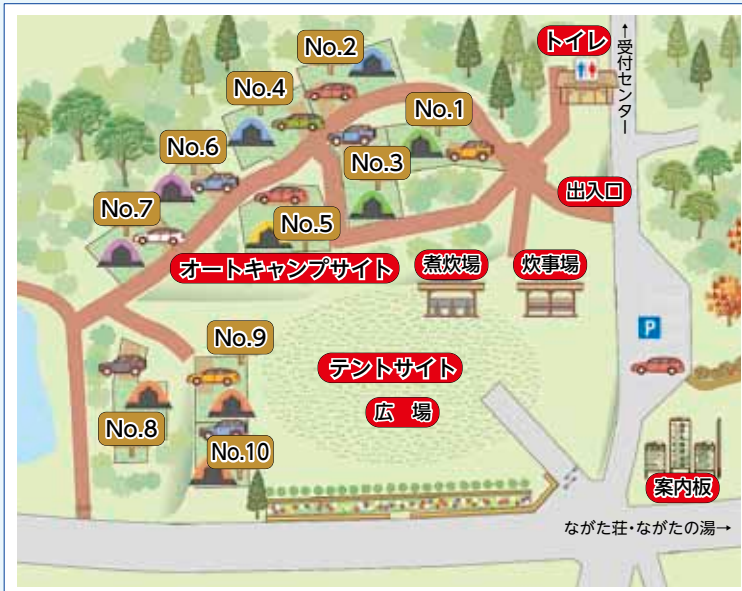 No.2
トイレ
↑受付センター
No.4
No.1
No.6
No.3
出入口
No.7
No.5
オートキャンプサイト
煮炊場
炊事場
P
No.9
テントサイト
広 場
No.8
No.10
案内板
ながた荘・ながたの湯→